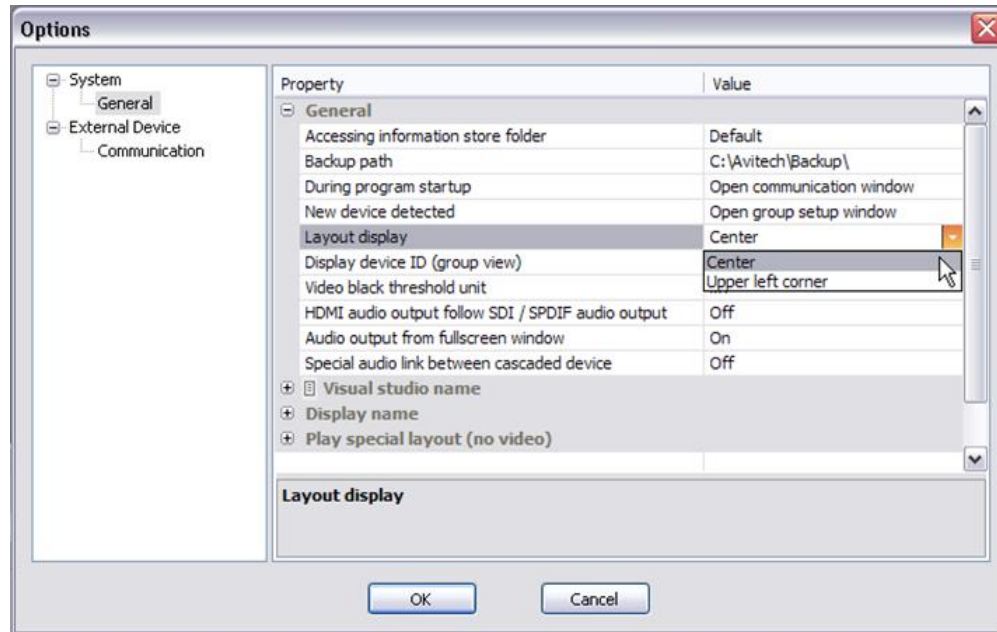 Options
System
General
External Device
Communication
Property Value
General
Accessing information store folder Default
Backup path C:\Avitech\Backup\
During program startup Open communication window
New device detected Open group setup window
Layout display Center
Display device ID (group view) Center
Video black threshold unit Upper left corner
HDMI audio output follow SDI / SPDIF audio output Off
Audio output from fullscreen window On
Special audio link between cascaded device Off
Visual studio name
Display name
Play special layout (no video)
Layout display
OK Cancel